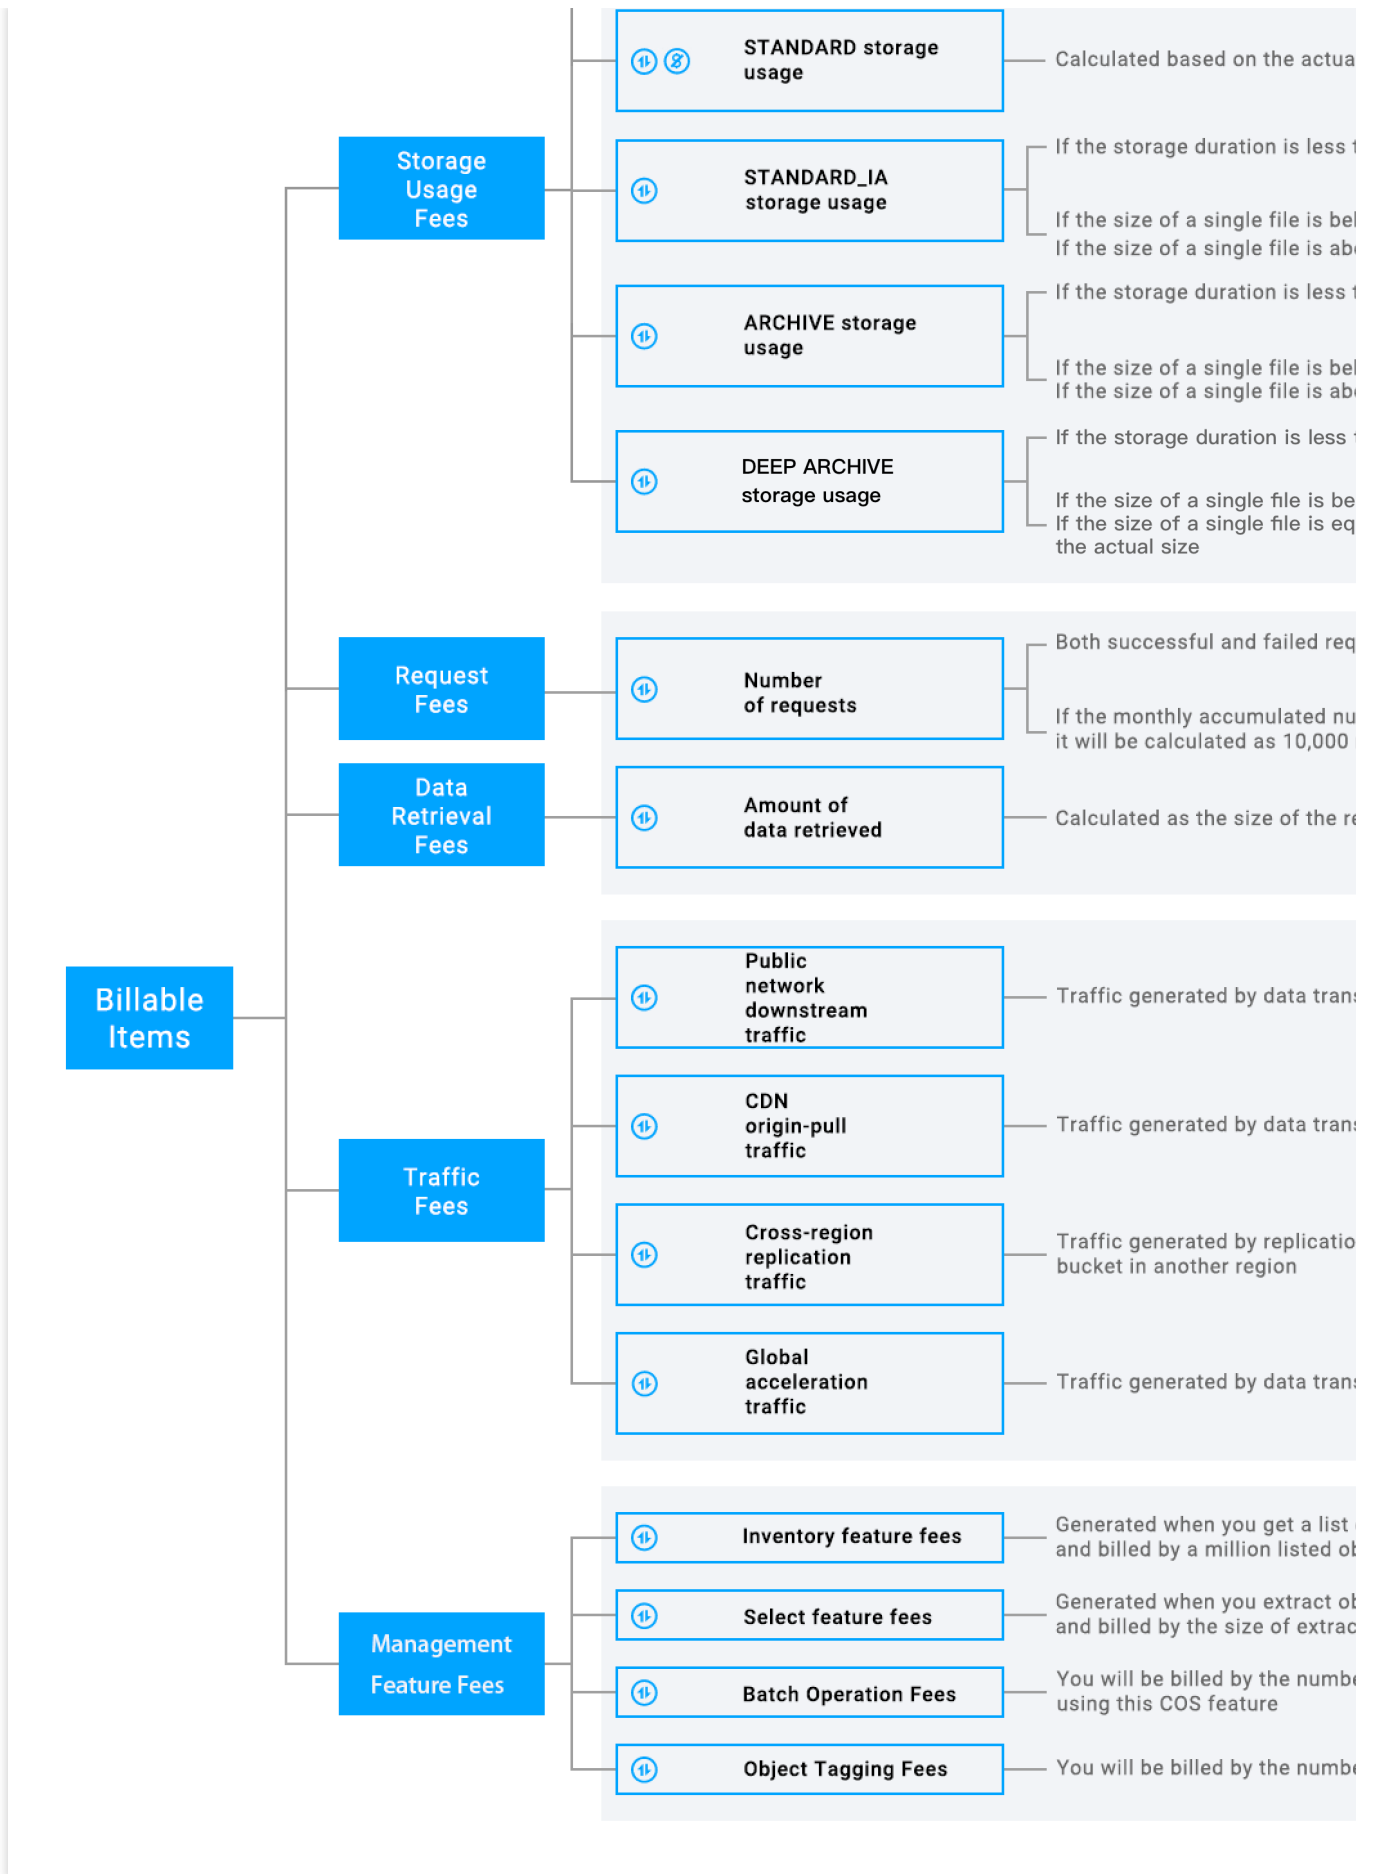 STANDARD storage
usage
Calculated based on the actua
Storage
Usage
Fees
STANDARD_IA
storage usage
If the storage duration is less
If the size of a single file is
If the size of a single file is
ARCHIVE storage
usage
If the storage duration is less
If the size of a single file is
If the size of a single file is
DEEP ARCHIVE
storage usage
If the storage duration is less
If the size of a single file is be
If the size of a single file is eq
the actual size
Request
Fees
Number
of requests
Both successful and failed req
If the monthly accumulated nu
it will be calculated as 10,000
Data
Retrieval
Fees
Amount of
data retrieved
Calculated as the size of the
Billable
Items
Public
network
downstream
traffic
Traffic generated by data trans
CDN
origin-pull
traffic
Traffic generated by data trans
Traffic
Fees
Cross-region
replication
traffic
Traffic generated by replicatio
bucket in another region
Global
acceleration
traffic
Traffic generated by data trans
Inventory feature fees
Generated when you get a list
and billed by a million listed
Select feature fees
Generated when you extract
and billed by the size of extrac
Management
Feature Fees
Batch Operation Fees
You will be billed by the numbe
using this COS feature
Object Tagging Fees
You will be billed by the numbe